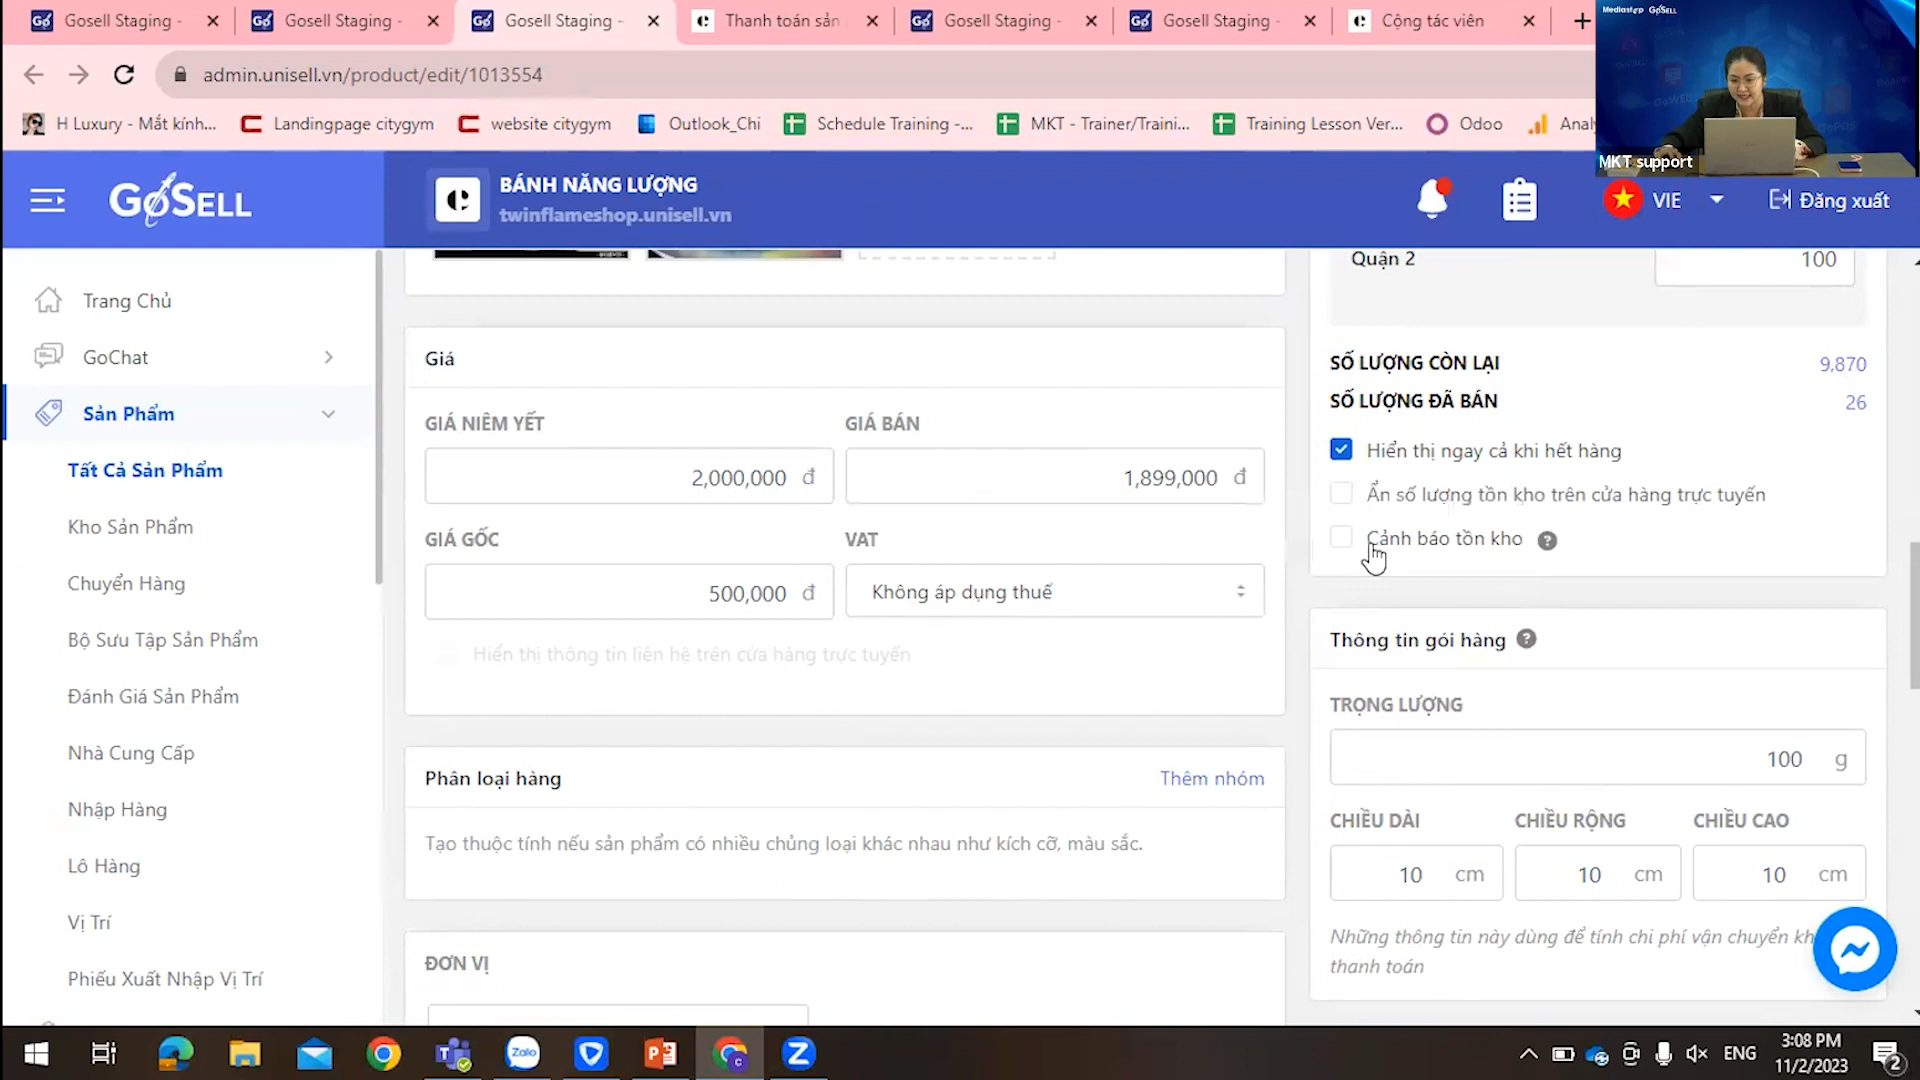 Gosell Staging -
Gosell Staging -
Gosell Staging -
Thanh toán sản
Gosell Staging -
Gosell Staging -
Cộng tác viên
Mediastep GoSELL
admin.unisell.vn/product/edit/1013554
H Luxury - Mắt kính...
Landingpage citygym
website citygym
Outlook_Chi
Schedule Training -...
MKT - Trainer/Traini...
Training Lesson Ver...
Odoo
Analy
MKT support
GoSELL
BÁNH NĂNG LƯỢNG
twinflameshop.unisell.vn
VIE
Đăng xuất
Trang Chủ
GoChat
Sản Phẩm
Tất Cả Sản Phẩm
Kho Sản Phẩm
Chuyển Hàng
Bộ Sưu Tập Sản Phẩm
Đánh Giá Sản Phẩm
Nhà Cung Cấp
Nhập Hàng
Lô Hàng
Vị Trí
Phiếu Xuất Nhập Vị Trí
Giá
GIÁ NIÊM YẾT
GIÁ BÁN
2,000,000 đ
1,899,000 đ
GIÁ GỐC
VAT
500,000 đ
Không áp dụng thuế
Hiển thị thông tin liên hệ trên cửa hàng trực tuyến
Phân loại hàng
Thêm nhóm
Tạo thuộc tính nếu sản phẩm có nhiều chủng loại khác nhau như kích cỡ, màu sắc.
ĐƠN VỊ
Quận 2
100
SỐ LƯỢNG CÒN LẠI
9,870
SỐ LƯỢNG ĐÃ BÁN
26
Hiển thị ngay cả khi hết hàng
Ẩn số lượng tồn kho trên cửa hàng trực tuyến
Cảnh báo tồn kho ?
Thông tin gói hàng ?
TRỌNG LƯỢNG
100 g
CHIỀU DÀI
CHIỀU RỘNG
CHIỀU CAO
10 cm
10 cm
10 cm
Những thông tin này dùng để tính chi phí vận chuyển kh
thanh toán
Zalo
ENG
3:08 PM
11/2/2023
2